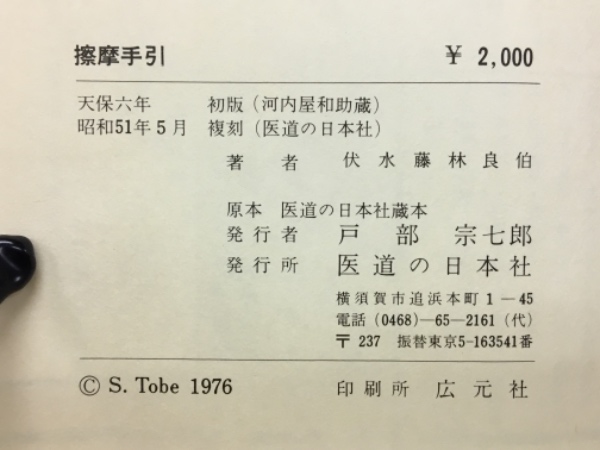 擦摩手引 ¥ 2,000
天保六年 初版(河内屋和助蔵)
昭和51年5月 複刻(医道の日本社)
著者 伏水藤林良伯
原本 医道の日本社蔵本
発行者 戸部 宗七郎
発行所 医道の日本社
横須賀市追浜本町1—45
電話(0468)—65—2161(代)
〒237 振替東京5-163541番
© S. Tobe 1976 印刷所 広元社